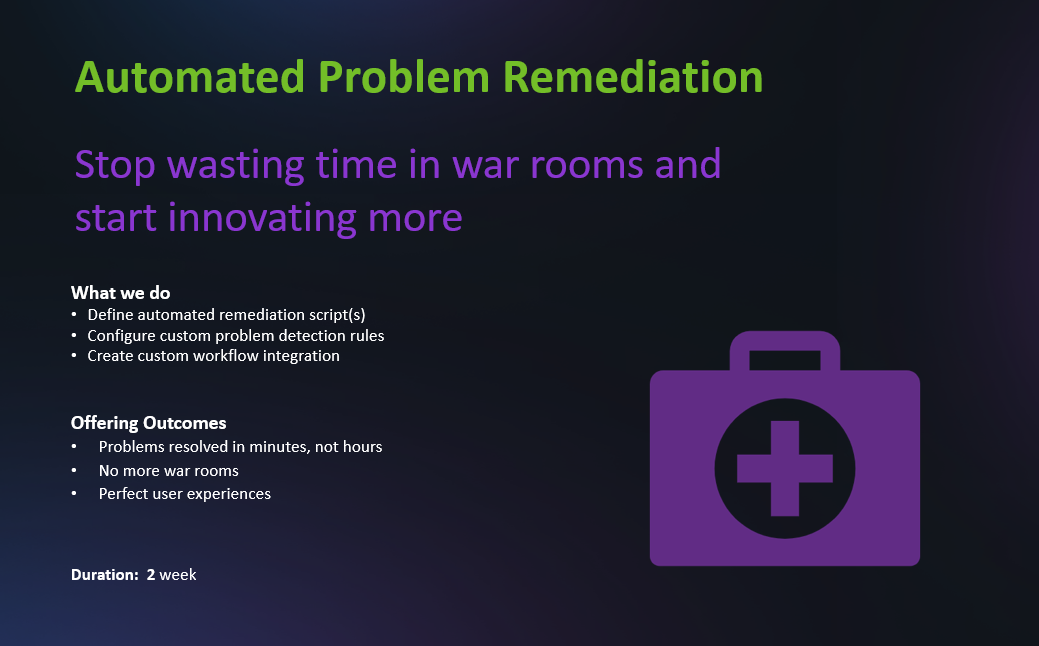 Automated Problem Remediation
Stop wasting time in war rooms and
start innovating more
What we do
• Define automated remediation script(s)
• Configure custom problem detection rules
• Create custom workflow integration
Offering Outcomes
• Problems resolved in minutes, not hours
• No more war rooms
• Perfect user experiences
Duration: 2 week